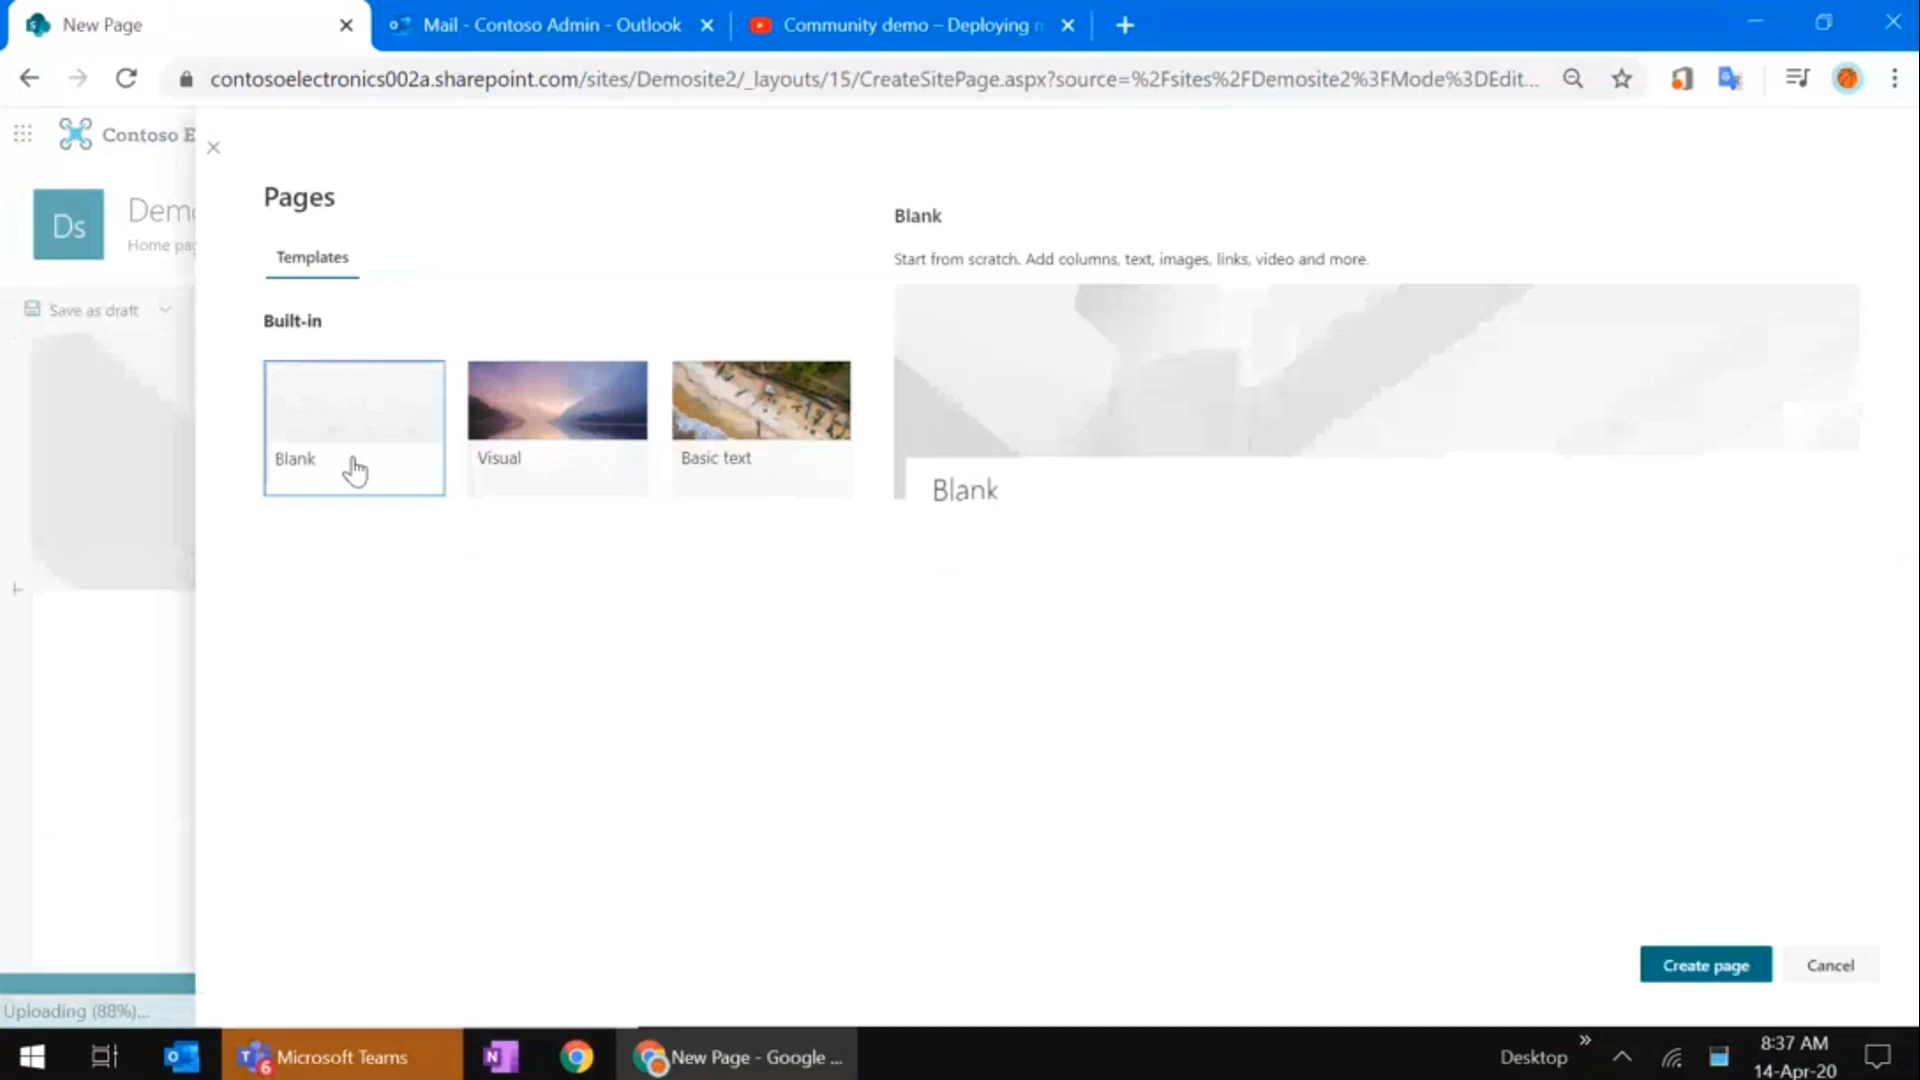 New Page
Mail - Contoso Admin - Outlook
Community demo – Deploying
contosoelectronics002a.sharepoint.com/sites/Demosite2/_layouts/15/CreateSitePage.aspx?source=%2Fsites%2FDemosite2%3FMode%3DEdit...
Contoso E
Pages
Ds
Demo
Home pag
Blank
Templates
Start from scratch. Add columns, text, images, links, video and more.
Save as draft
Built-in
Blank
Visual
Basic text
Blank
Create page
Cancel
Uploading (88%)...
6
Microsoft Teams
New Page - Google ...
Desktop
8:37 AM
14-Apr-20